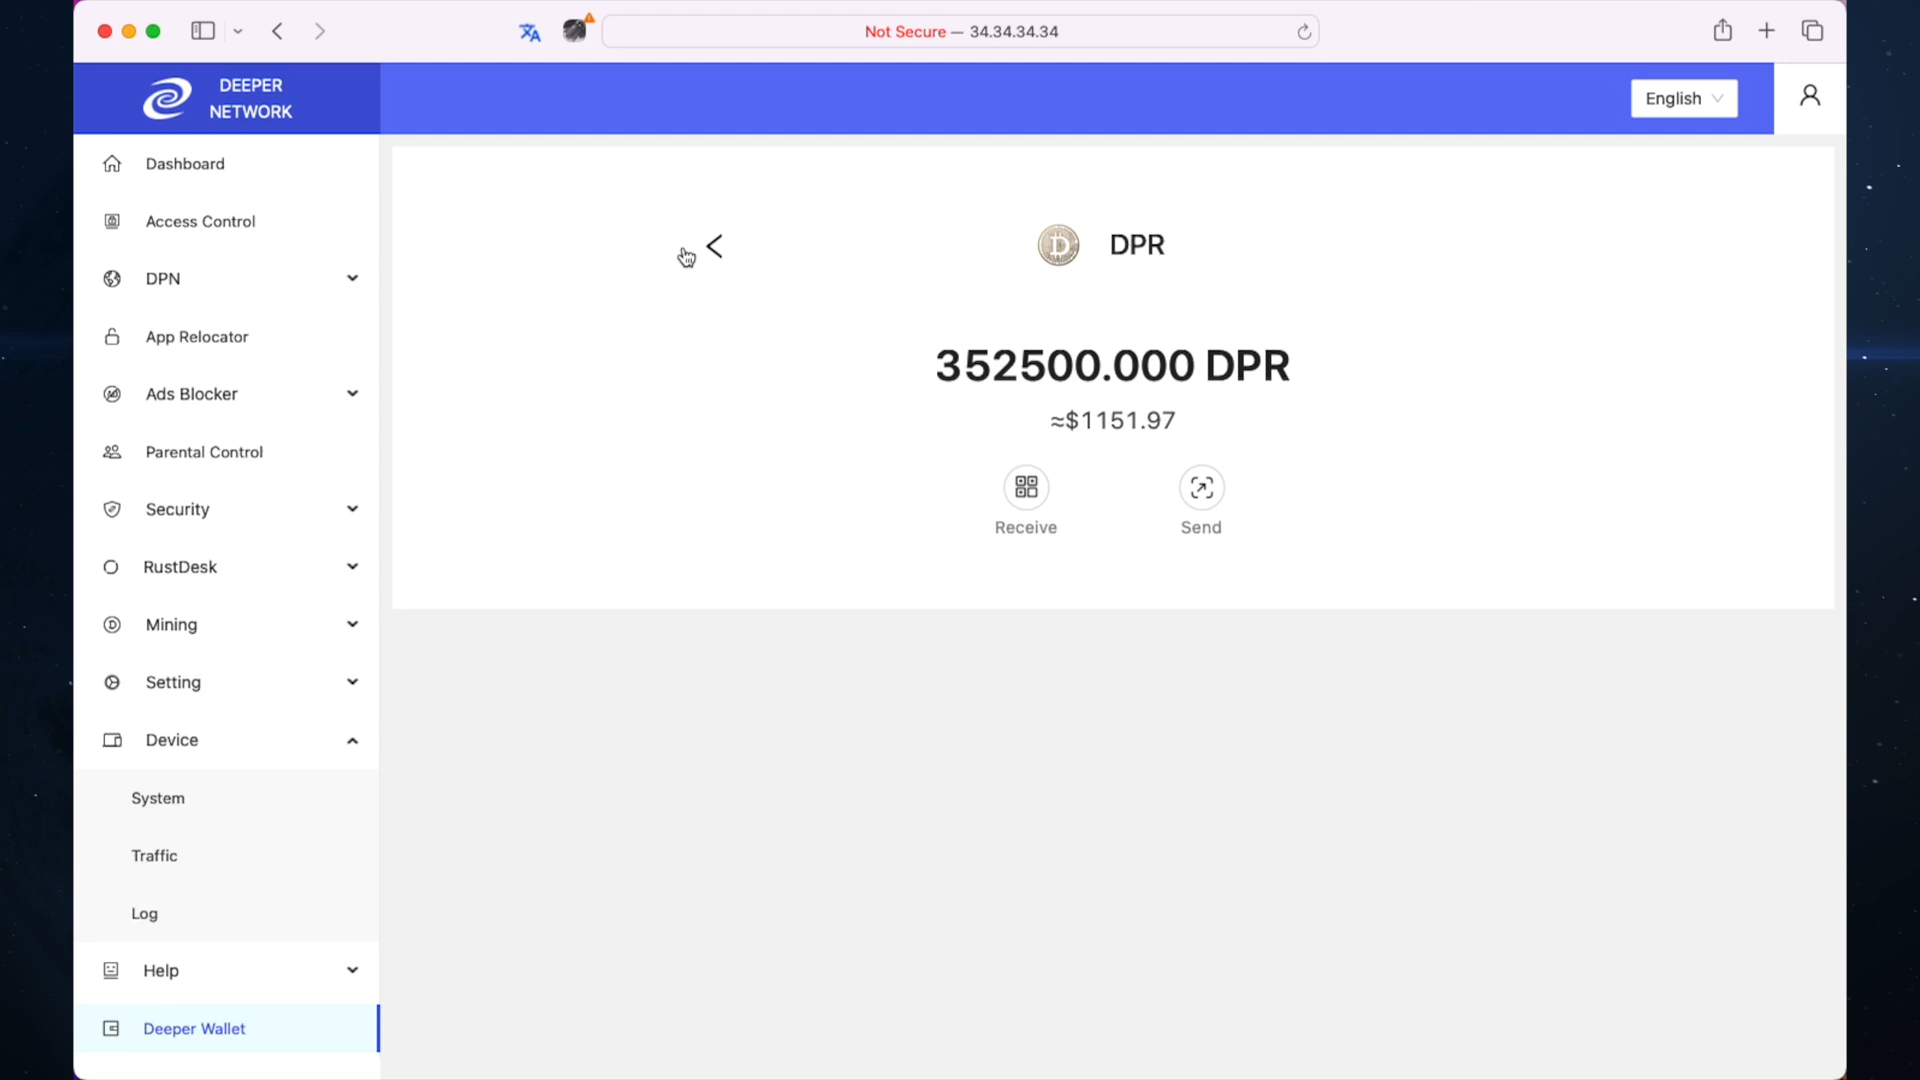 Not Secure — 34.34.34.34
DEEPER
NETWORK
English
Dashboard
Access Control
DPN
App Relocator
Ads Blocker
Parental Control
Security
RustDesk
Mining
Setting
Device
System
Traffic
Log
Help
Deeper Wallet
DPR
352500.000 DPR
≈$1151.97
Receive
Send